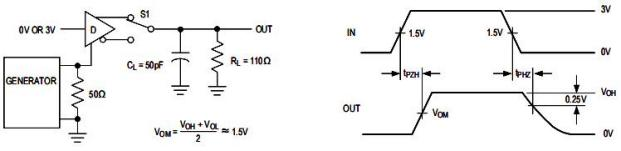 0V OR 3V
D
S1
OUT
GENERATOR
50Ω
CL = 50pF
RL = 110Ω
VOM = VOH + VOL / 2 ≈ 1.5V
3V
IN
1.5V
1.5V
0V
tPZH
tPHZ
VOH
0.25V
OUT
VOM
0V